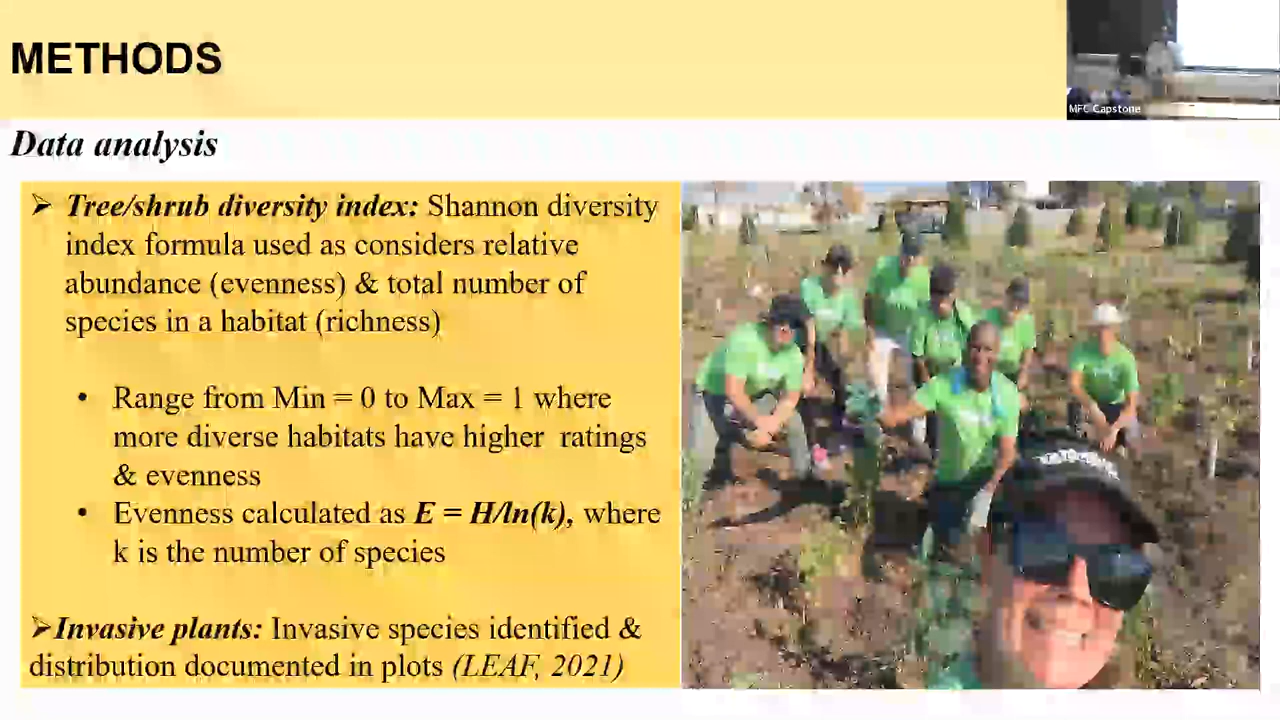 METHODS
MFC Capstone
Data analysis
➢ Tree/shrub diversity index: Shannon diversity
index formula used as considers relative
abundance (evenness) & total number of
species in a habitat (richness)
• Range from Min = 0 to Max = 1 where
more diverse habitats have higher ratings
& evenness
• Evenness calculated as E = H/ln(k), where
k is the number of species
➢Invasive plants: Invasive species identified &
distribution documented in plots (LEAF, 2021)